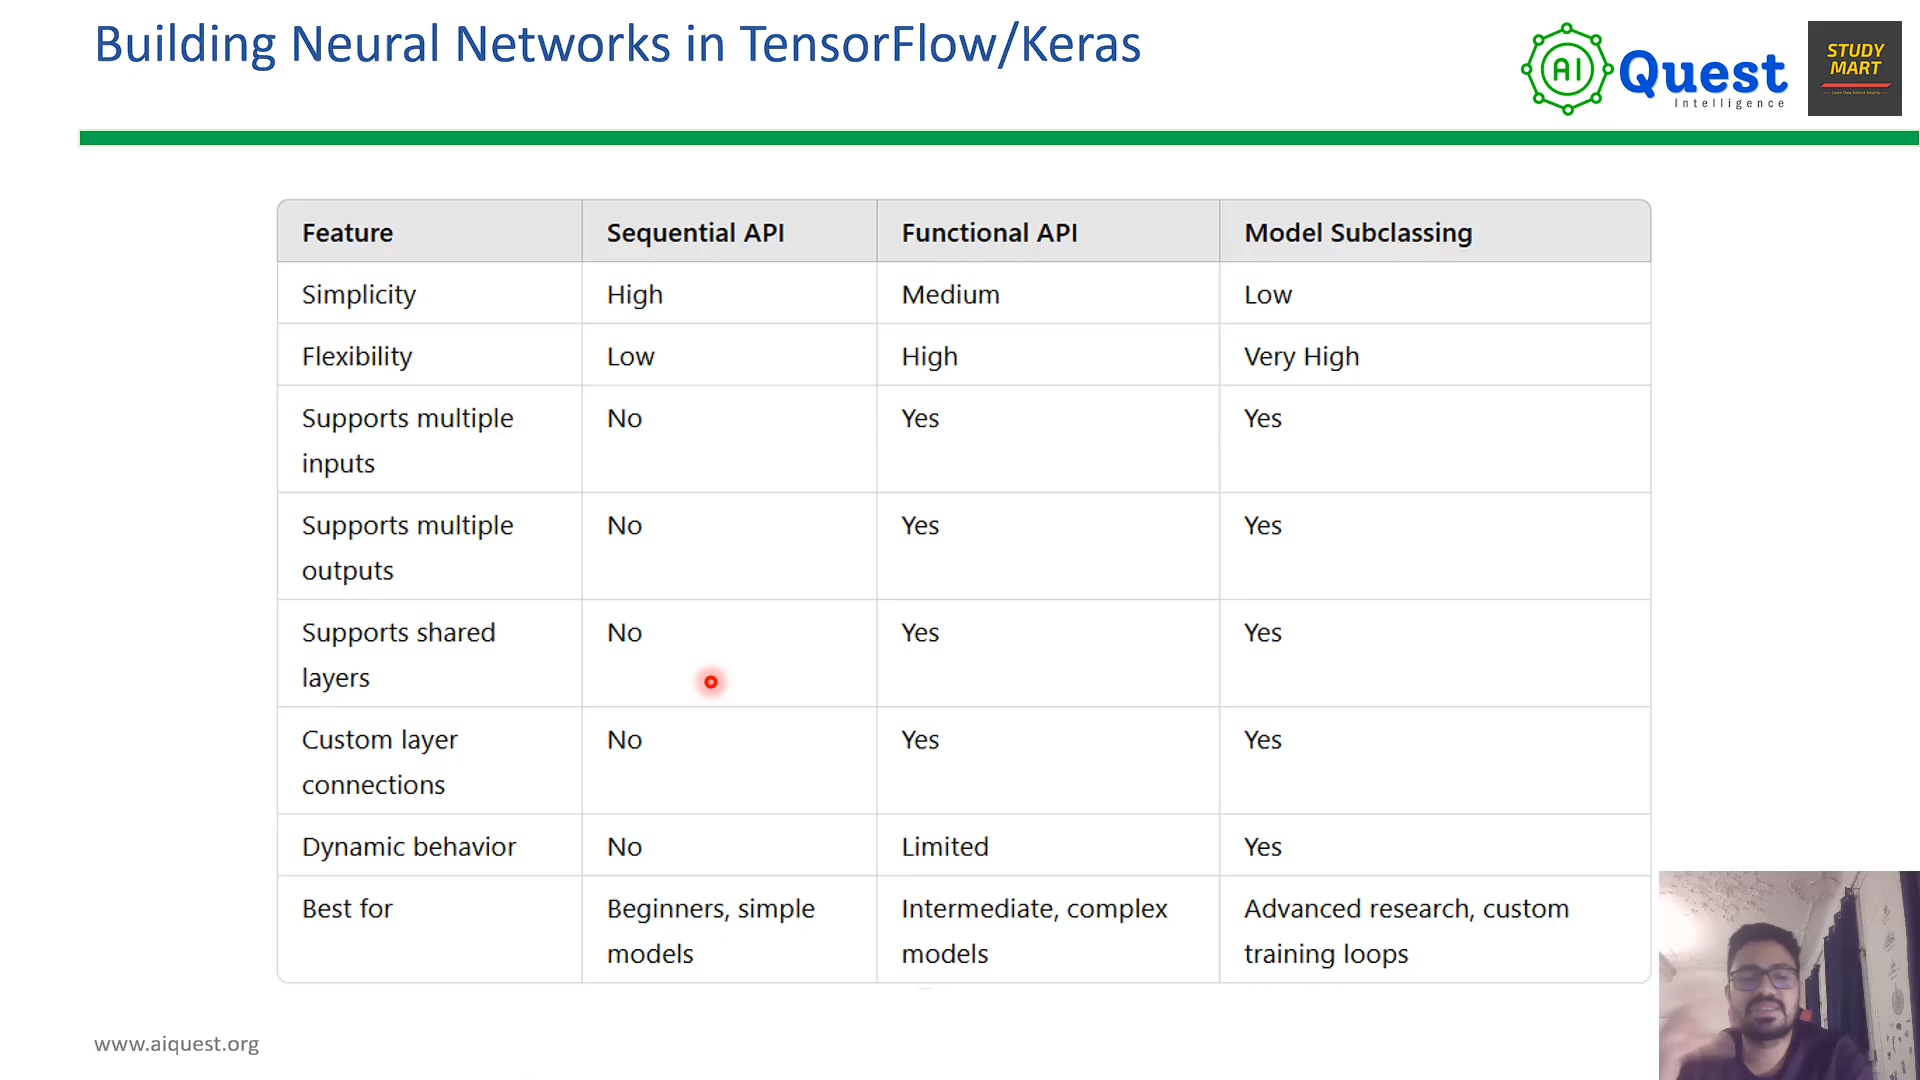 Building Neural Networks in TensorFlow/Keras
AI Quest
Intelligence
STUDY
MART
Feature Sequential API Functional API Model Subclassing
Simplicity High Medium Low
Flexibility Low High Very High
Supports multiple No Yes Yes
inputs
Supports multiple No Yes Yes
outputs
Supports shared No Yes Yes
layers
Custom layer No Yes Yes
connections
Dynamic behavior No Limited Yes
Best for Beginners, simple Intermediate, complex Advanced research, custom
models models training loops
www.aiquest.org